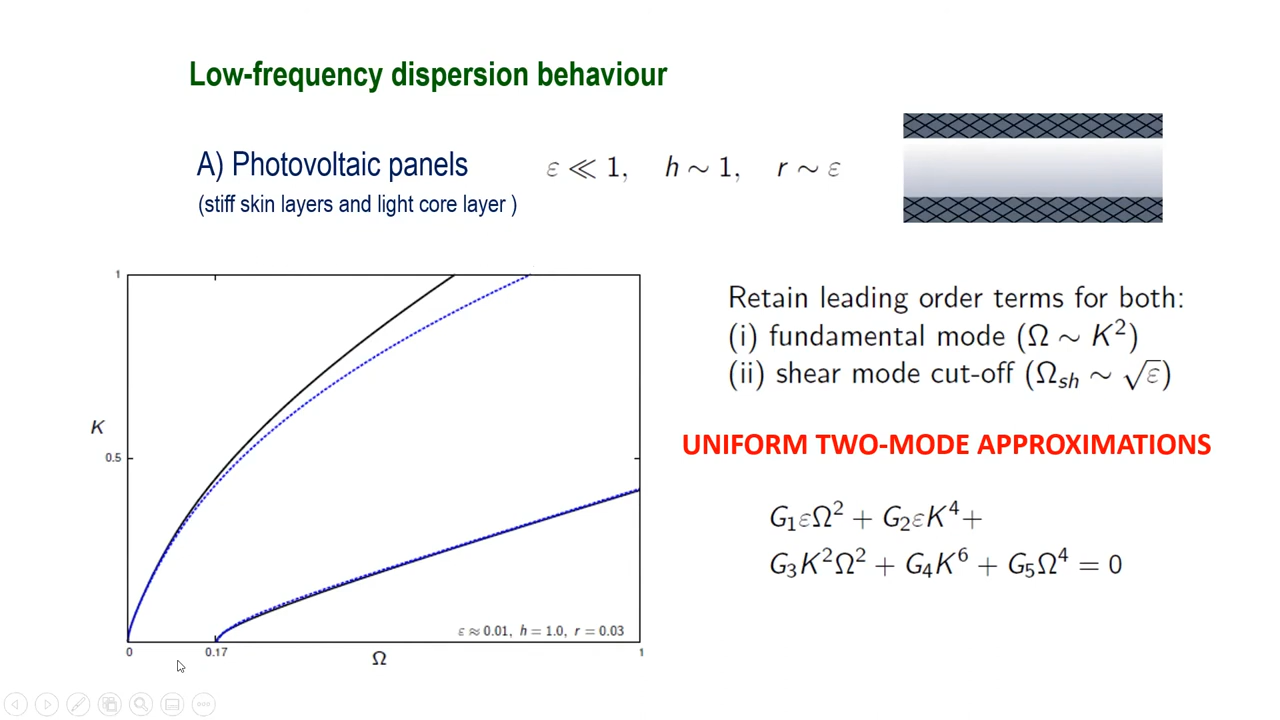 Low-frequency dispersion behaviour
A) Photovoltaic panels
ε ≪ 1, h ∼ 1, r ∼ ε
(stiff skin layers and light core layer )
1
K
0.5
ε ≈ 0.01, h = 1.0, r = 0.03
0
0.17
Ω
1
Retain leading order terms for both:
(i) fundamental mode (Ω ∼ K²)
(ii) shear mode cut-off (Ωsh ∼ √ε)
UNIFORM TWO-MODE APPROXIMATIONS
G₁εΩ² + G₂εK⁴+
G₃K²Ω² + G₄K⁶ + G₅Ω⁴ = 0